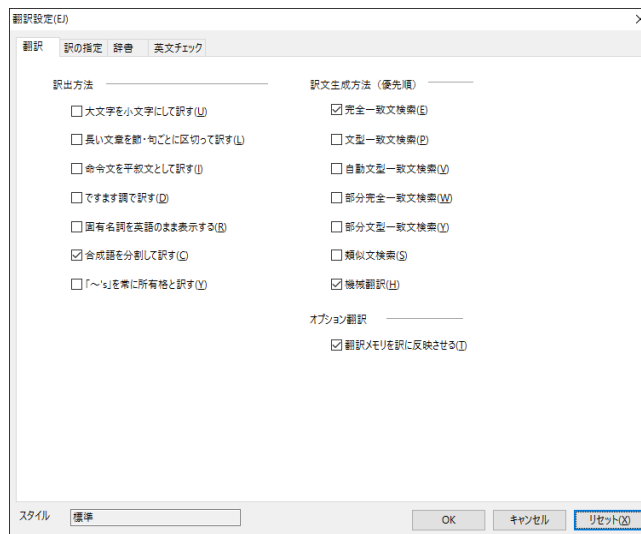 翻訳設定(EJ)
翻訳 訳の指定 辞書 英文チェック
訳出方法
大文字を小文字にして訳す(U)
長い文章を節・句ごとに区切って訳す(L)
命令文を平叙文として訳す(I)
ですます調で訳す(D)
固有名詞を英語のまま表示する(R)
合成語を分割して訳す(C)
「～'s」を常に所有格と訳す(Y)
訳文生成方法（優先順）
完全一致文検索(E)
文型一致文検索(P)
自動文型一致文検索(V)
部分完全一致文検索(W)
部分文型一致文検索(Y)
類似文検索(S)
機械翻訳(H)
オプション翻訳
翻訳メモリを訳に反映させる(T)
スタイル 標準
OK キャンセル リセット(X)